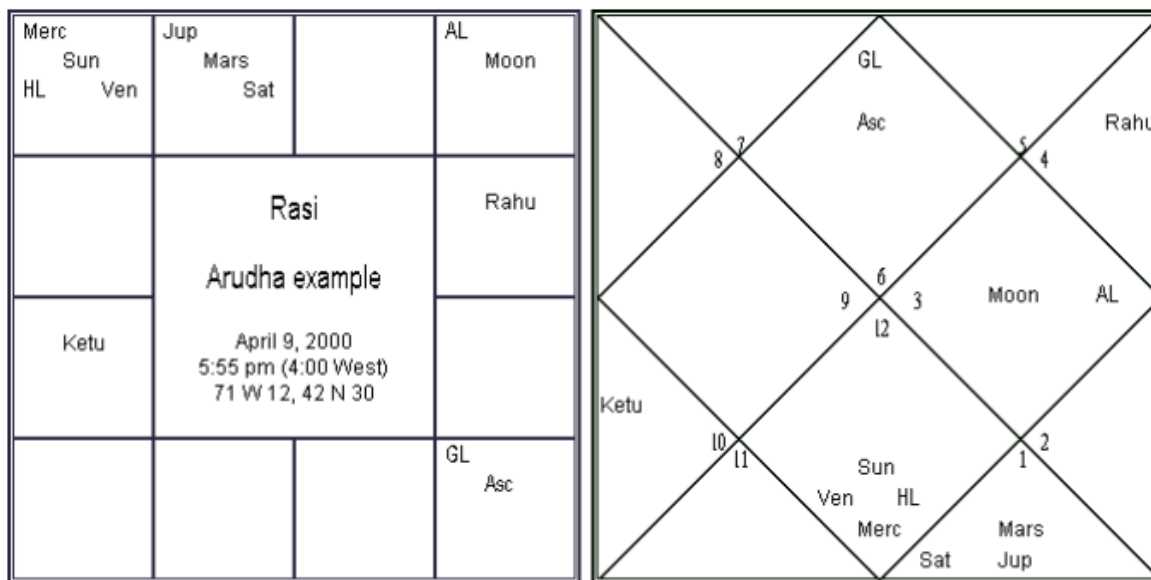 Merc
Sun
HL Ven
Jup
Mars
Sat
AL
Moon
Rahu
Rasi
Arudha example
April 9, 2000
5:55 pm (4:00 West)
71 W 12, 42 N 30
Ketu
GL
Asc
GL
Asc
Rahu
7
8
5
4
6
9
3
12
Moon AL
Ketu
10
11
2
1
Sun
Ven HL
Merc
Mars
Sat Jup